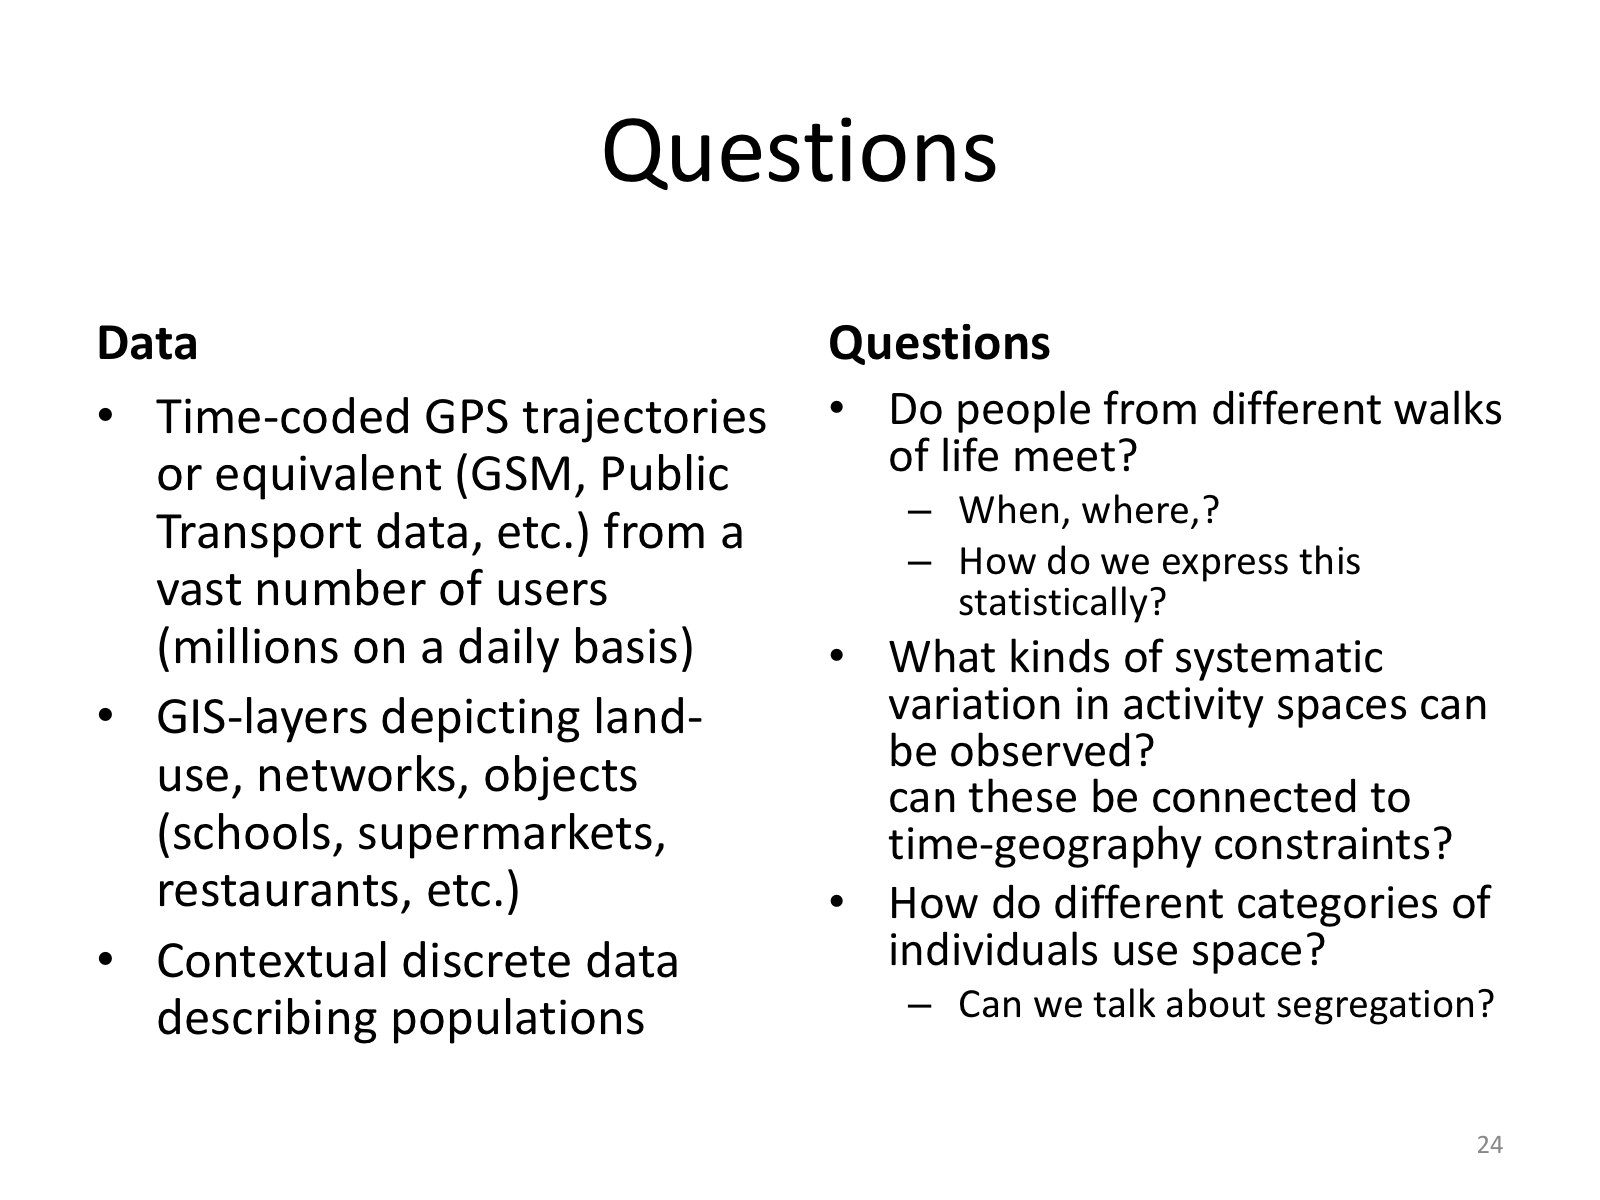 Questions
Data
• Time-coded GPS trajectories
or equivalent (GSM, Public
Transport data, etc.) from a
vast number of users
(millions on a daily basis)
• GIS-layers depicting land-
use, networks, objects
(schools, supermarkets,
restaurants, etc.)
• Contextual discrete data
describing populations
Questions
• Do people from different walks
of life meet?
– When, where,?
– How do we express this
statistically?
• What kinds of systematic
variation in activity spaces can
be observed?
can these be connected to
time-geography constraints?
• How do different categories of
individuals use space?
– Can we talk about segregation?
24